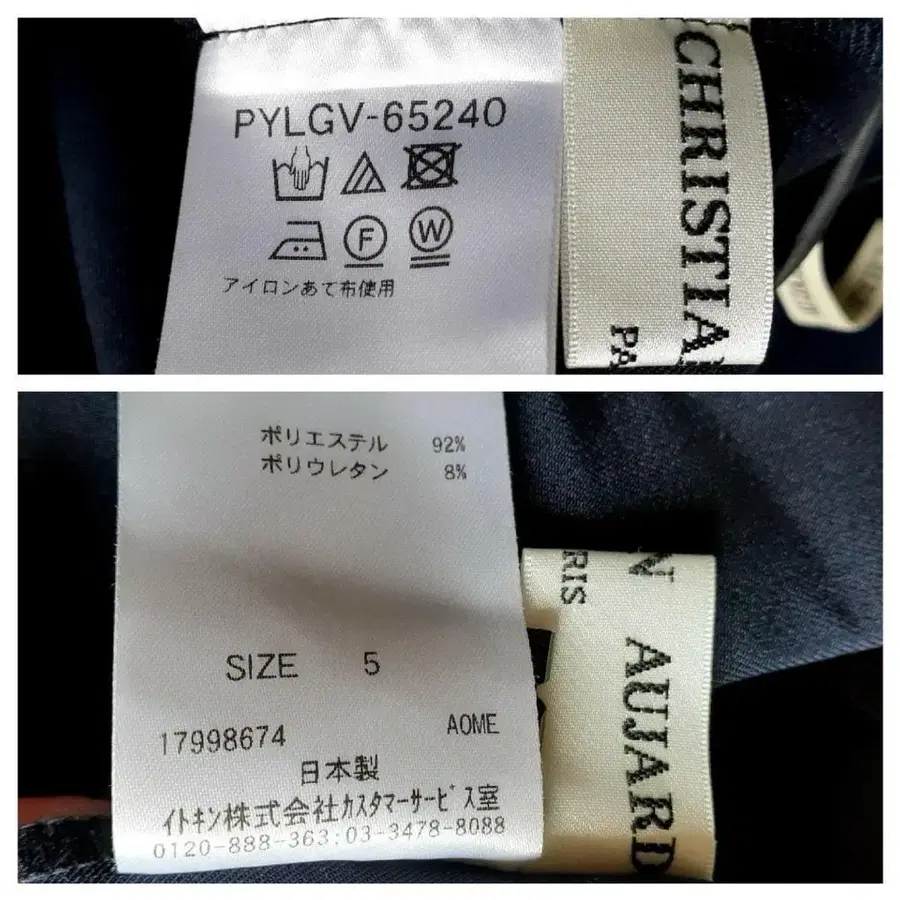 PYLGV-65240
F
W
アイロンあて布使用
CHRISTIA
PA
ポリエステル 92%
ポリウレタン 8%
SIZE 5
17998674 AOME
日本製
イトキン株式会社カスタマーサービス室
0120-888-363:03-3478-8088
N AUJARD
RIS